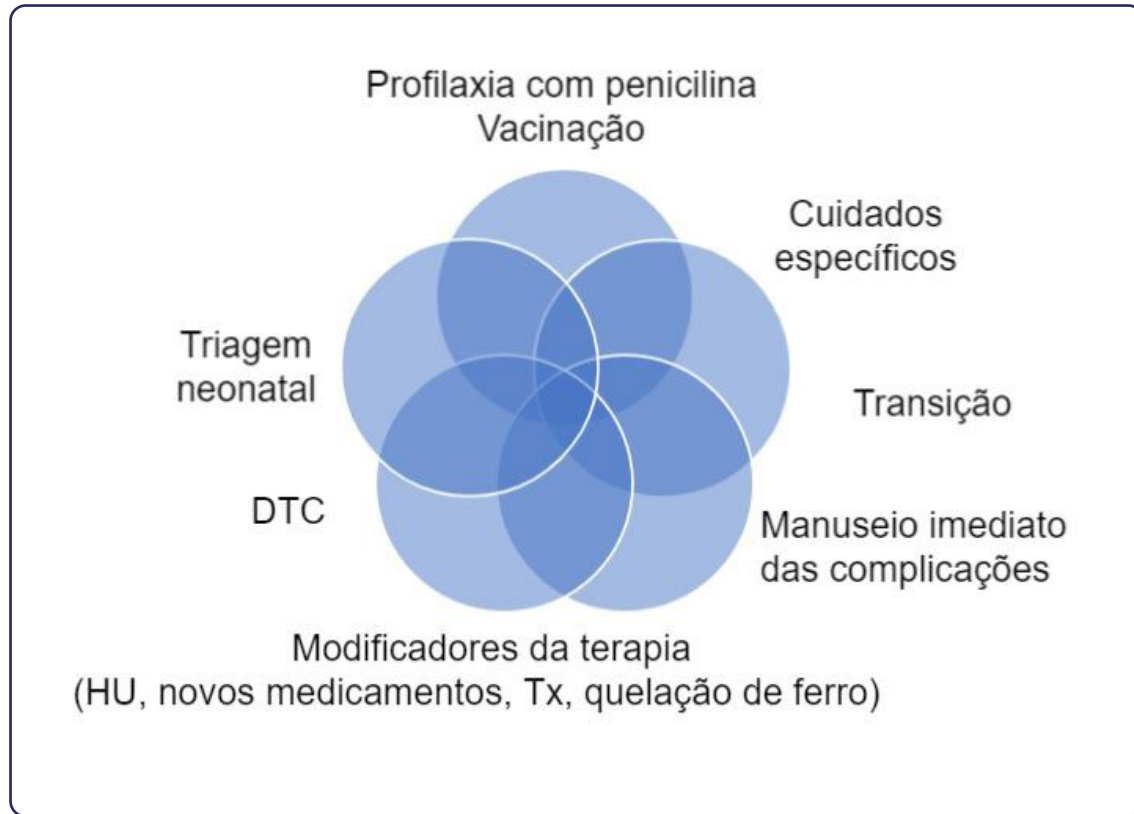 Profilaxia com penicilina
Vacinação
Cuidados
específicos
Triagem
neonatal
Transição
DTC
Manuseio imediato
das complicações
Modificadores da terapia
(HU, novos medicamentos, Tx, quelação de ferro)